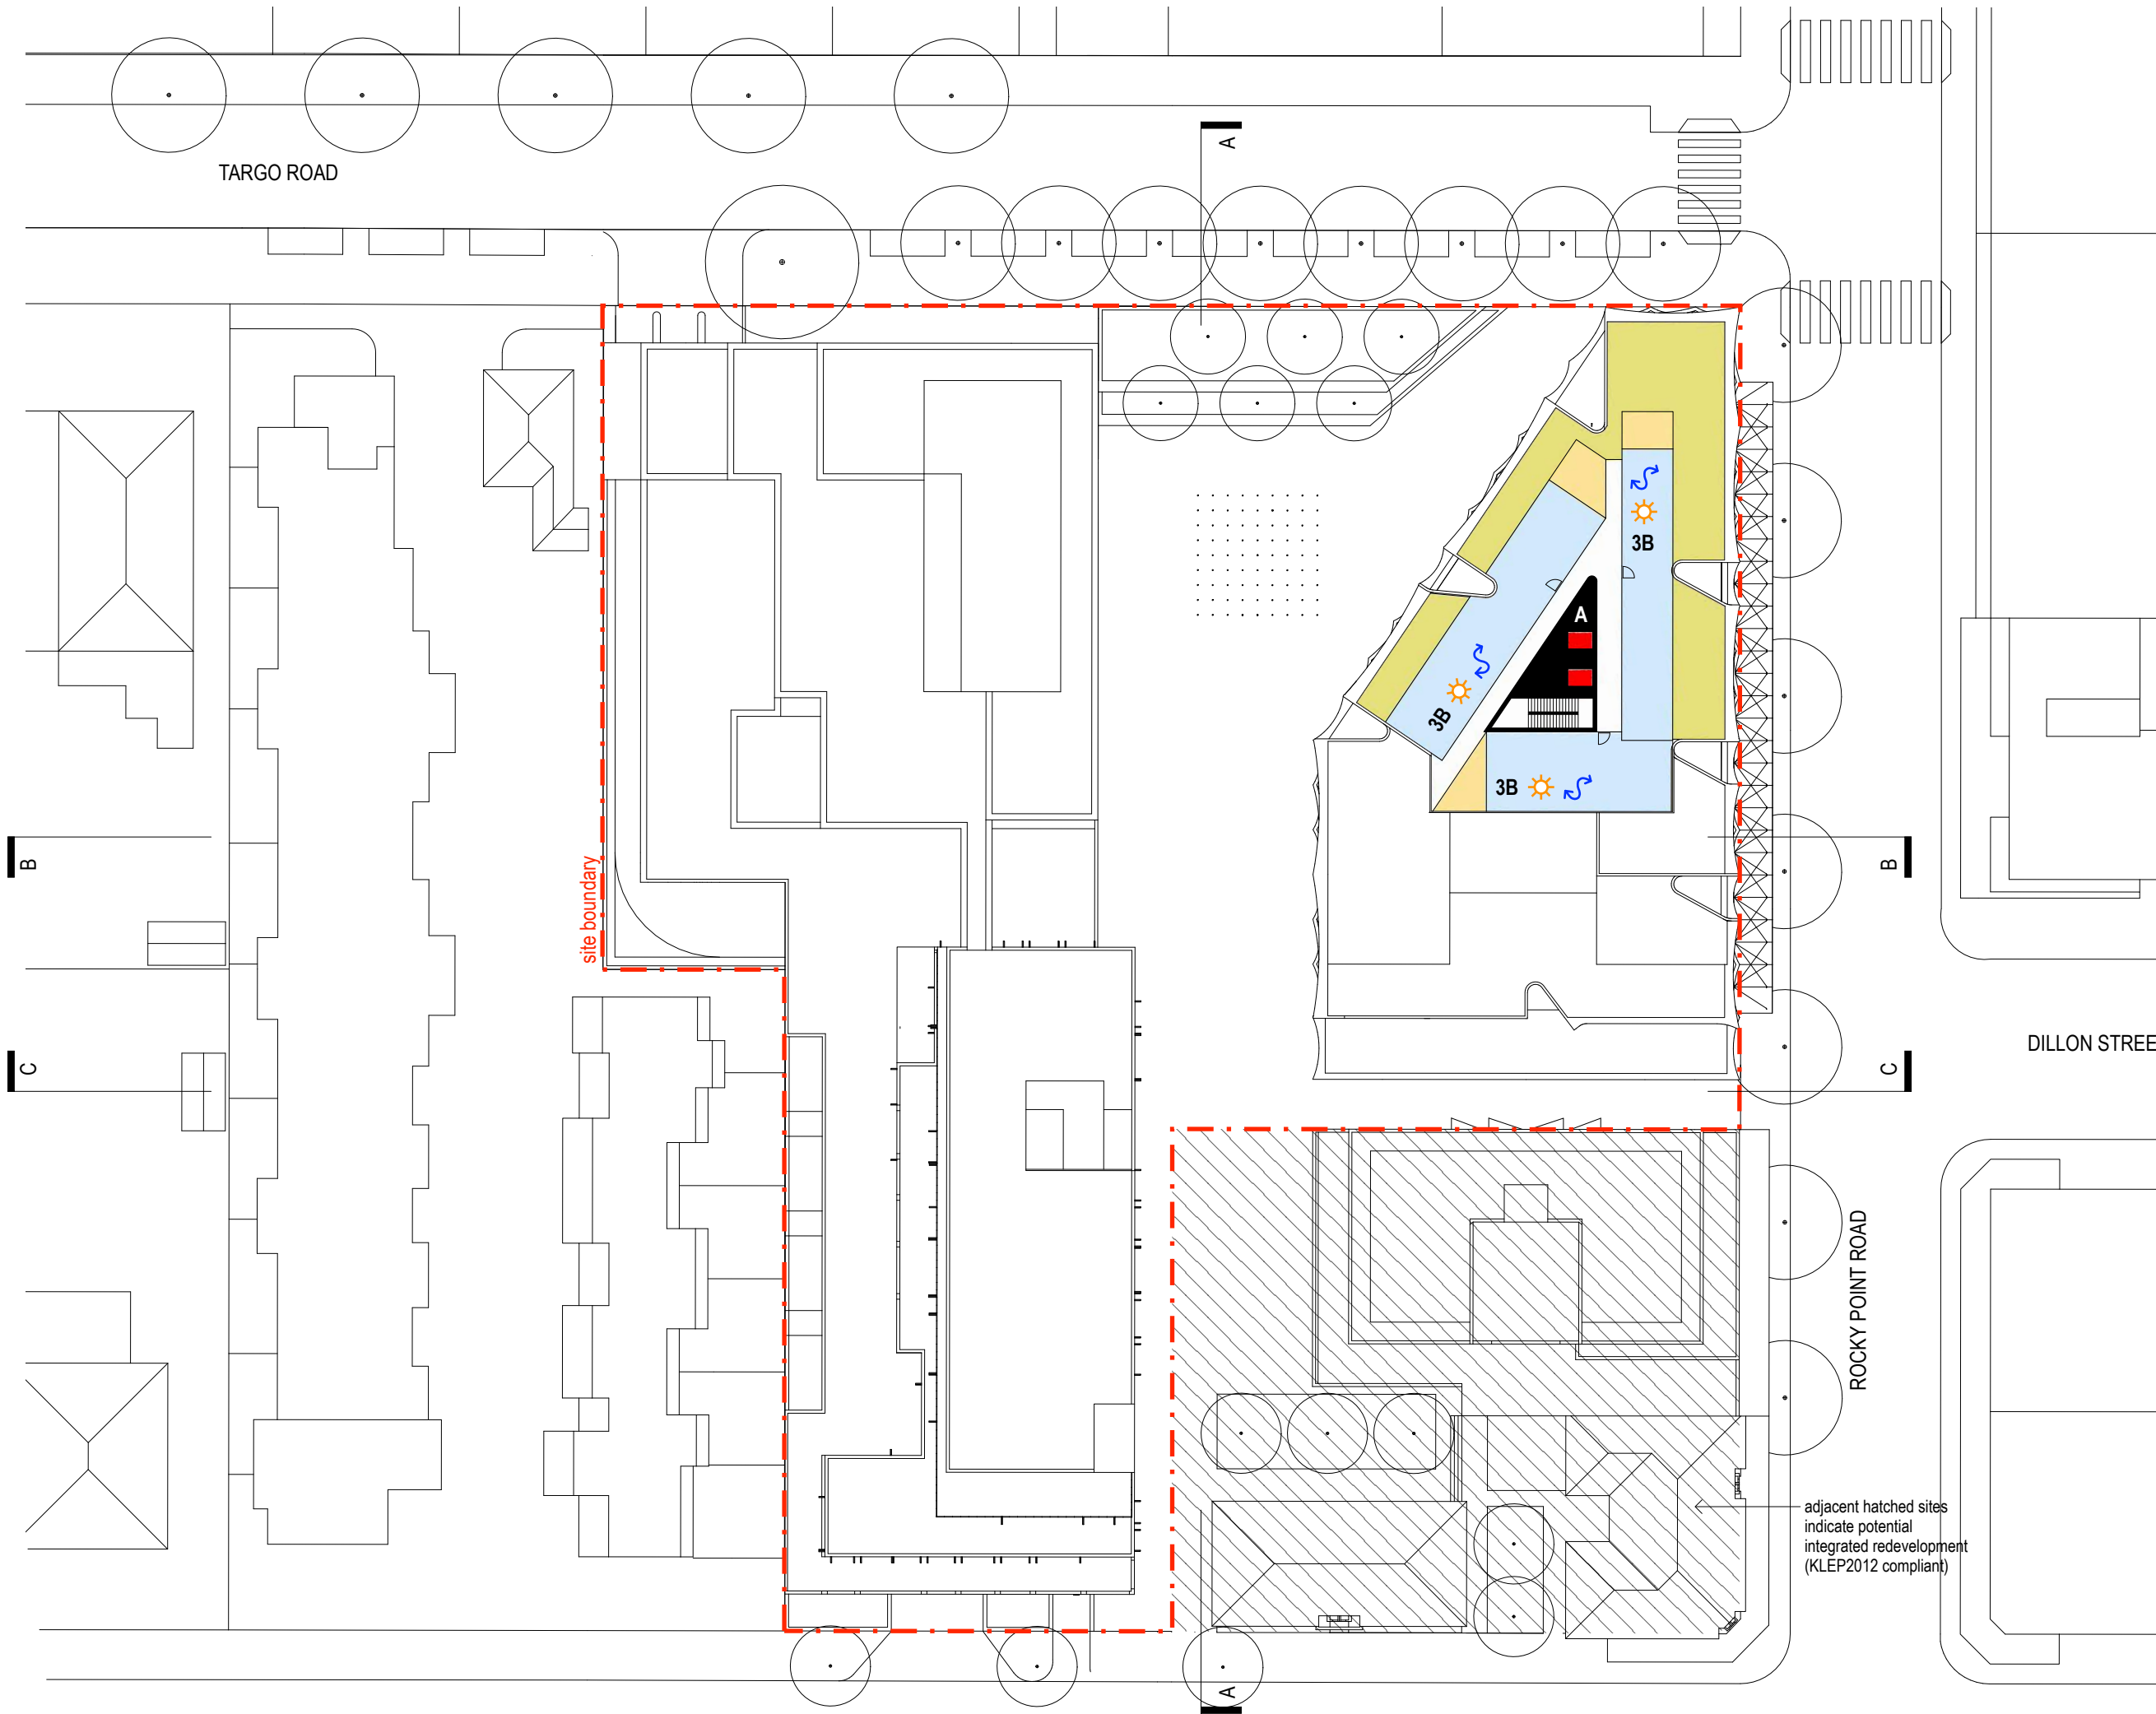 A
TARGO ROAD
3B
A
3B
3B
site boundary
B
B
C
C
DILLON STREE
ROCKY POINT ROAD
adjacent hatched sites
indicate potential
integrated redevelopment
(KLEP2012 compliant)
A